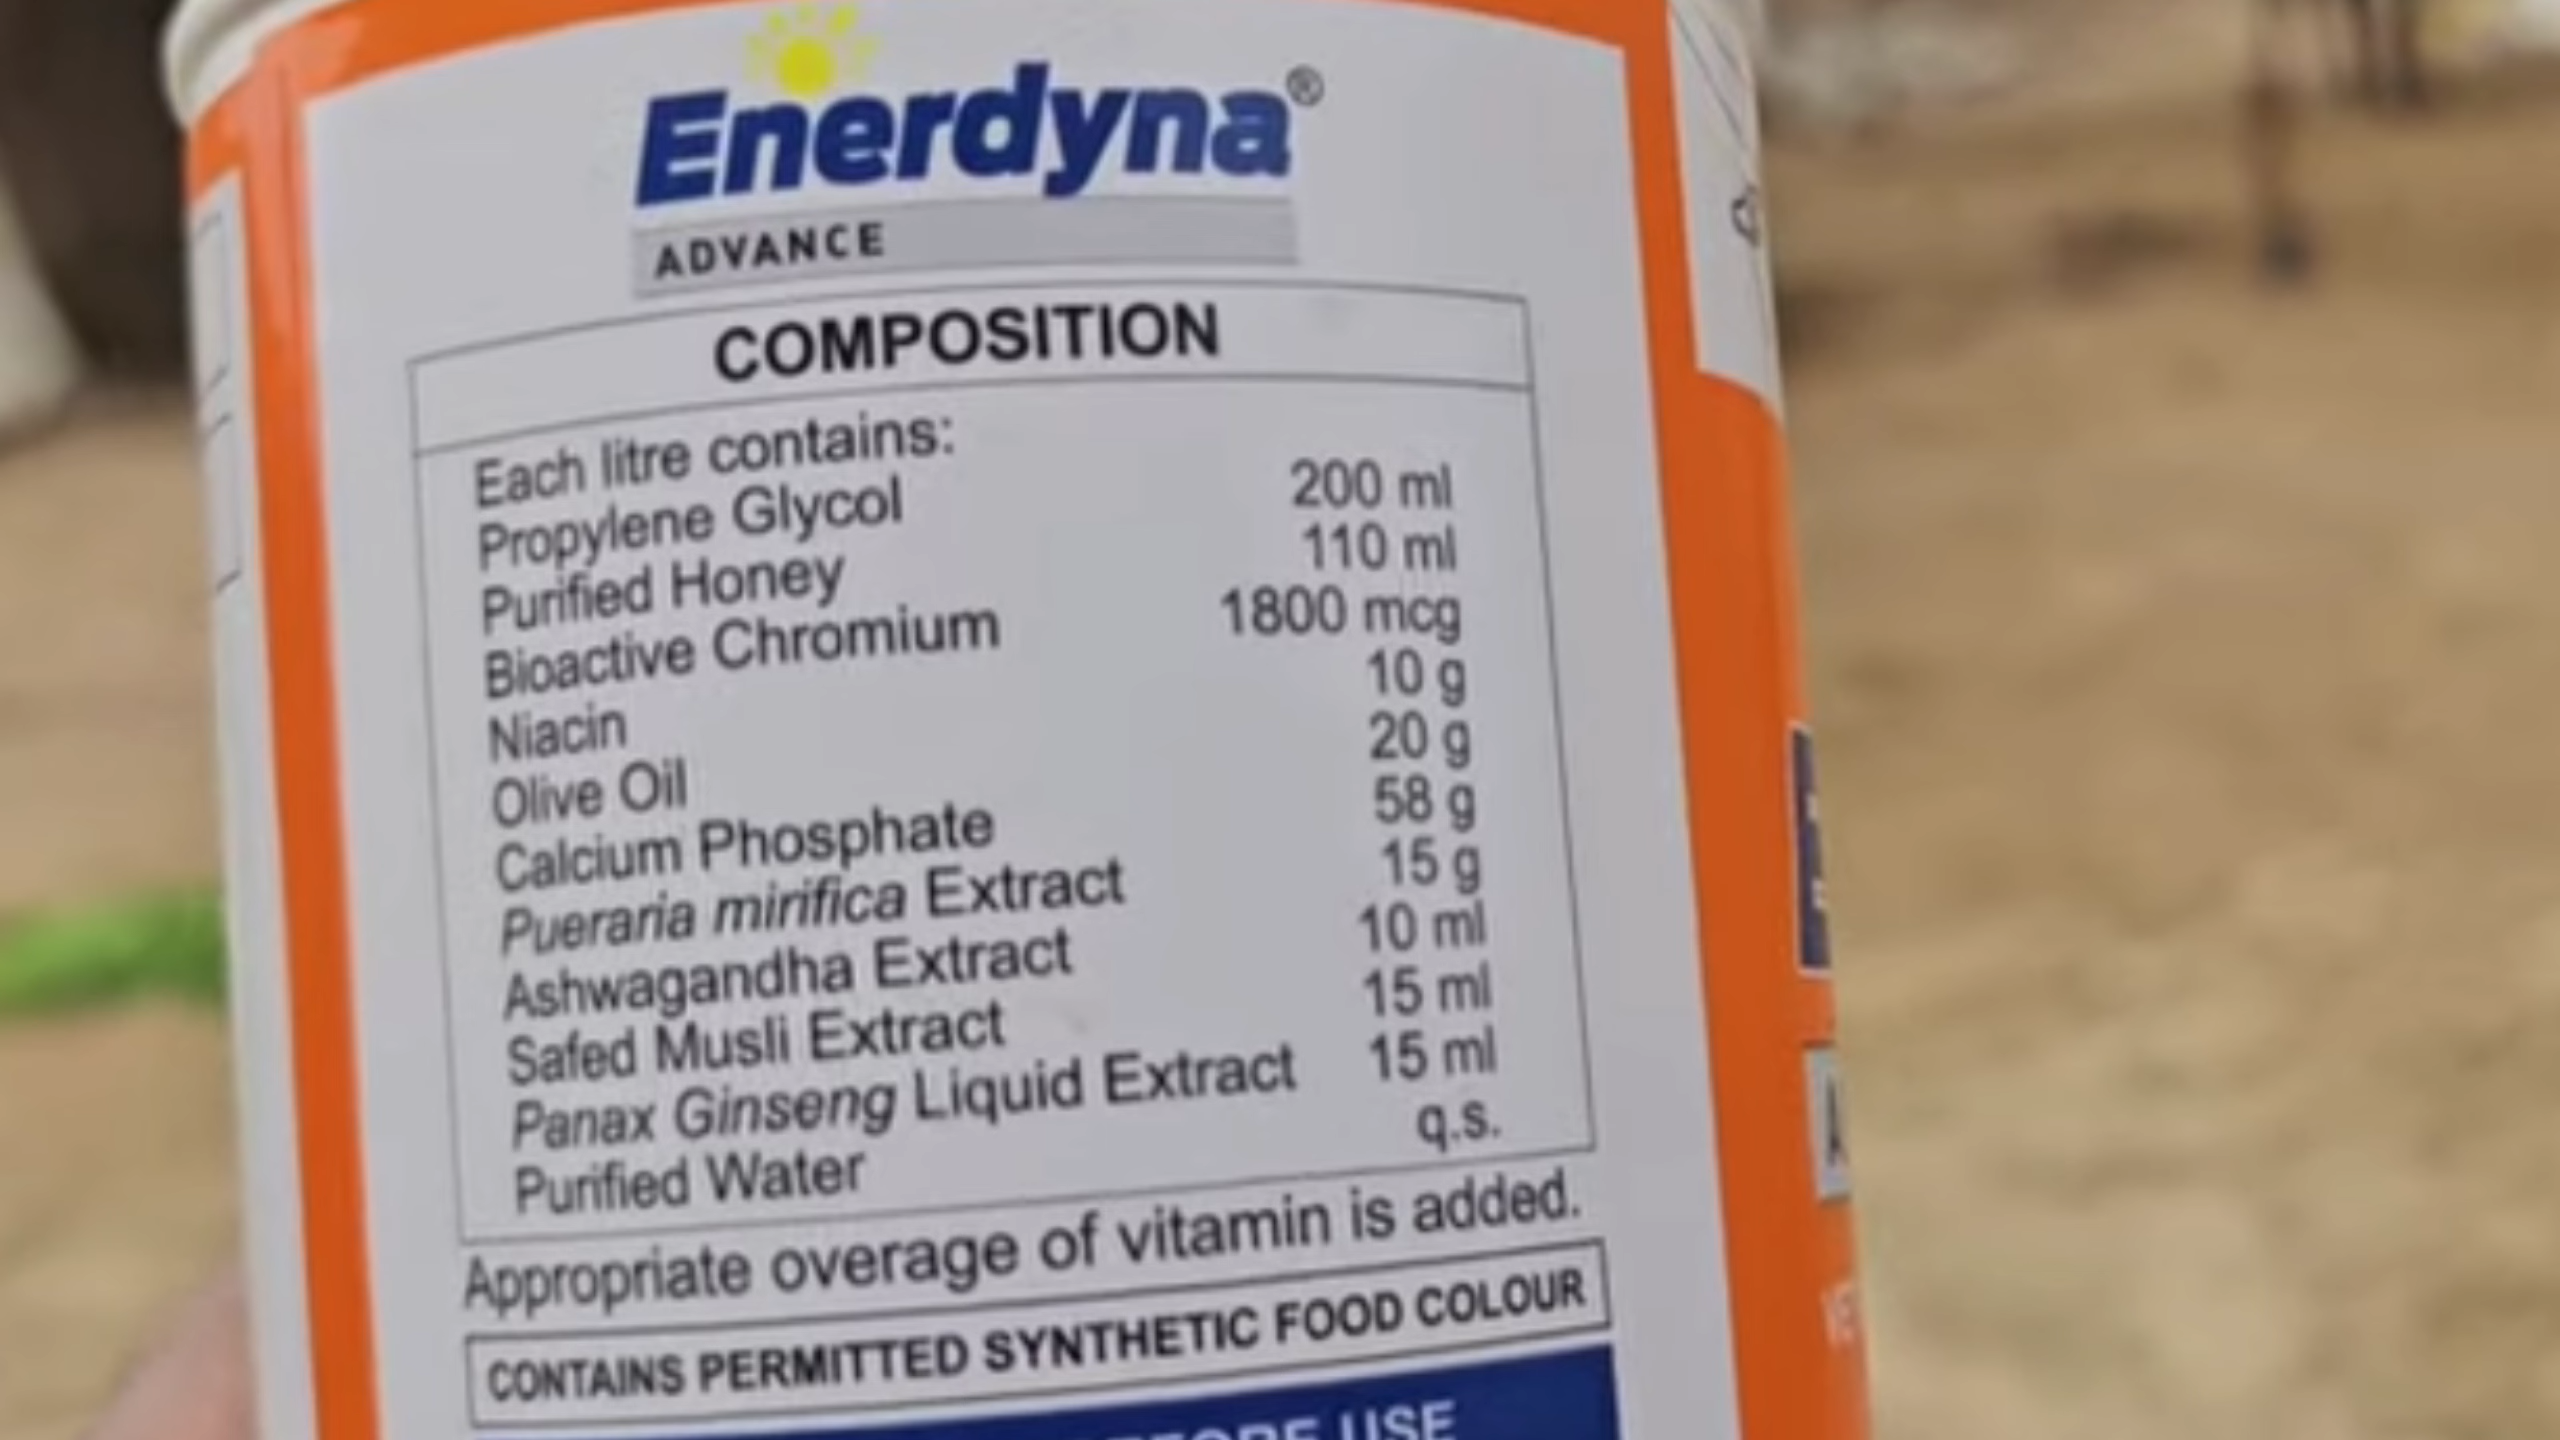 Enerdyna®
ADVANCE
COMPOSITION
Each litre contains:
Propylene Glycol 200 ml
Purified Honey 110 ml
Bioactive Chromium 1800 mcg
Niacin 10 g
Olive Oil 20 g
Calcium Phosphate 58 g
Pueraria mirifica Extract 15 g
Ashwagandha Extract 10 ml
Safed Musli Extract 15 ml
Panax Ginseng Liquid Extract 15 ml
Purified Water q.s.
Appropriate overage of vitamin is added.
CONTAINS PERMITTED SYNTHETIC FOOD COLOUR
BEFORE USE